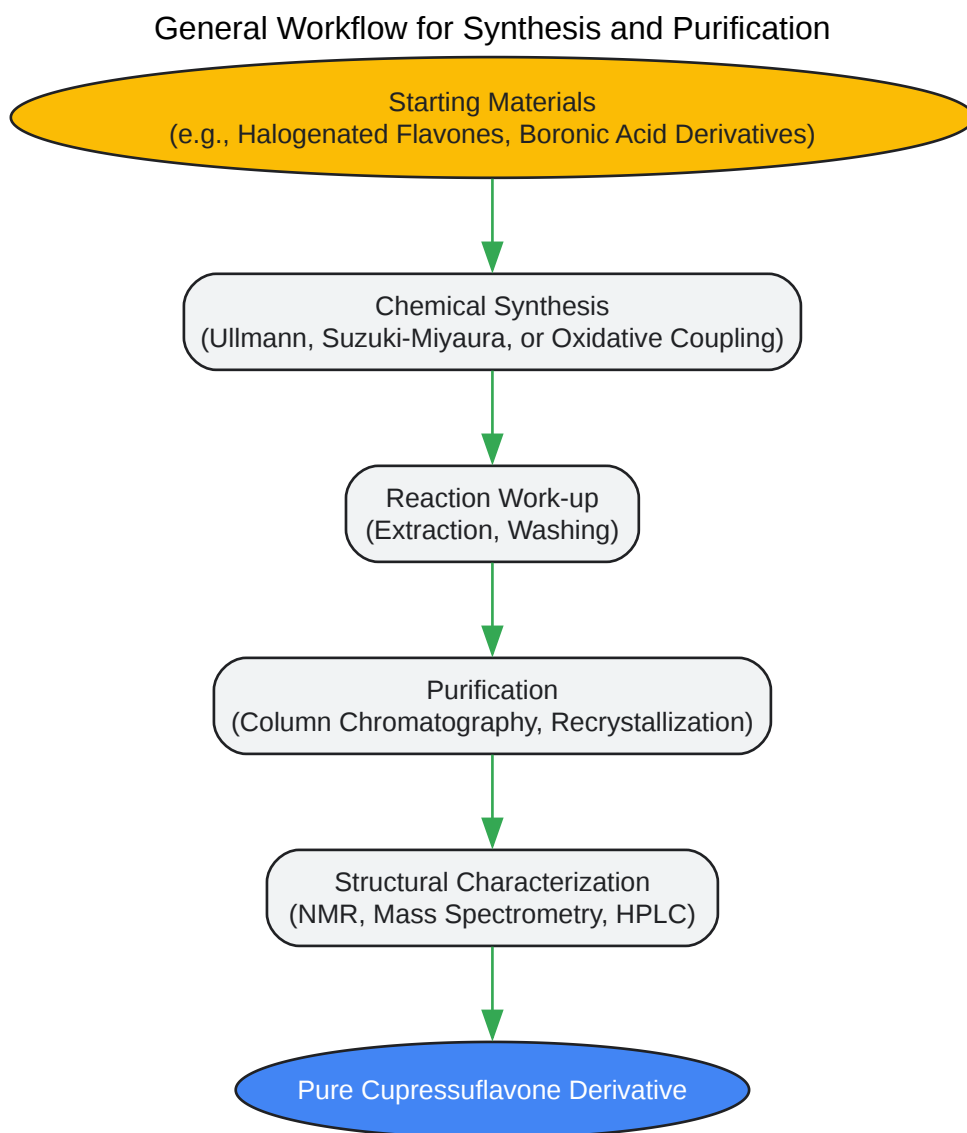 General Workflow for Synthesis and Purification
Starting Materials
(e.g., Halogenated Flavones, Boronic Acid Derivatives)
Chemical Synthesis
(Ullmann, Suzuki-Miyaura, or Oxidative Coupling)
Reaction Work-up
(Extraction, Washing)
Purification
(Column Chromatography, Recrystallization)
Structural Characterization
(NMR, Mass Spectrometry, HPLC)
Pure Cupressuflavone Derivative